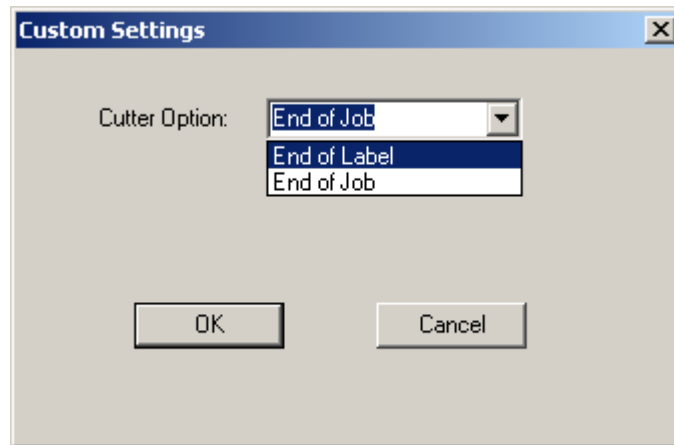 Custom Settings
Cutter Option: End of Job
End of Label
End of Job
OK Cancel